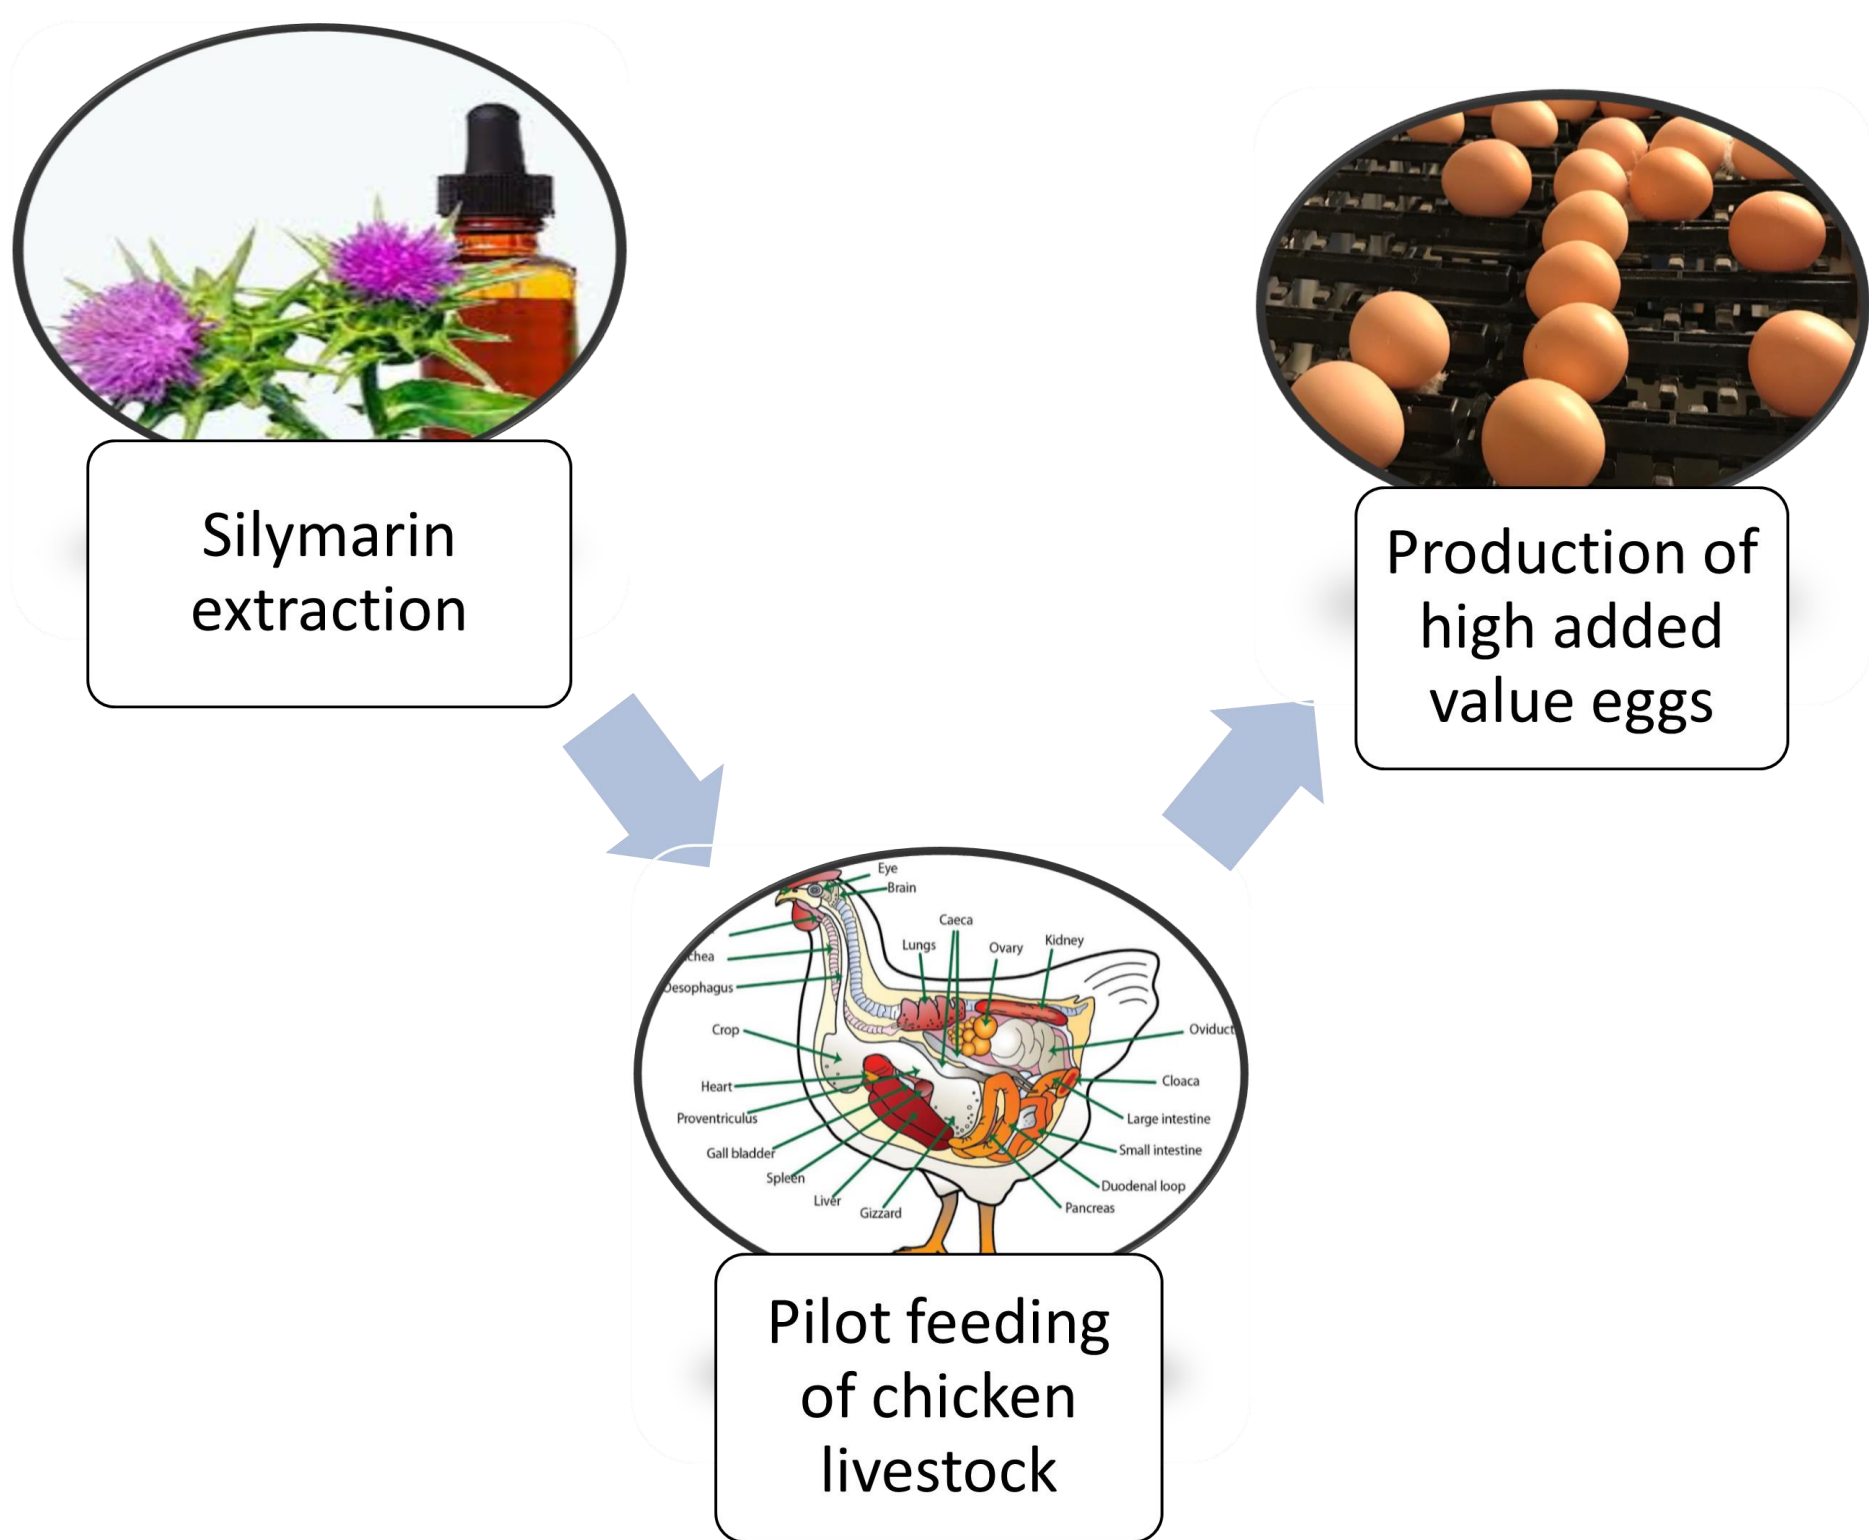 Silymarin
extraction
Production of
high added
value eggs
Eye
Brain
Caeca
Lungs
Ovary
Kidney
chea
Oesophagus
Crop
Oviduct
Heart
Cloaca
Proventriculus
Large intestine
Gall bladder
Small intestine
Spleen
Duodenal loop
Liver
Pancreas
Gizzard
Pilot feeding
of chicken
livestock